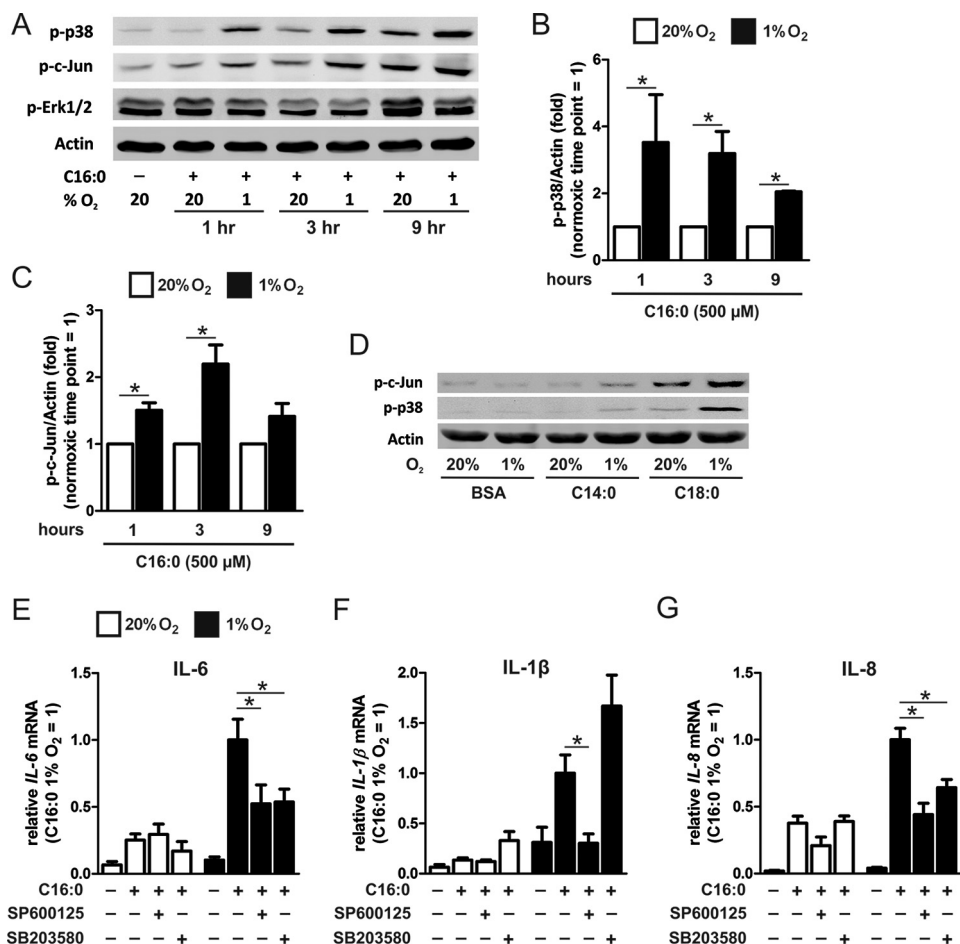 A
p-p38
p-c-Jun
p-Erk1/2
Actin
C16:0 – + + + + + +
% O2 20 20 1 20 1 20 1
1 hr 3 hr 9 hr
B
20% O2 1% O2
p-p38/Actin (fold)
(normoxic time point = 1)
6
4
2
0
* * *
hours 1 3 9
C16:0 (500 µM)
C
20% O2 1% O2
p-c-Jun/Actin (fold)
(normoxic time point = 1)
3
2
1
0
* *
hours 1 3 9
C16:0 (500 µM)
D
p-c-Jun
p-p38
Actin
O2 20% 1% 20% 1% 20% 1%
BSA C14:0 C18:0
E
20% O2 1% O2
IL-6
relative IL-6 mRNA
(C16:0 1% O2 = 1)
1.5
1.0
0.5
0.0
* *
C16:0 – + + + – + + +
SP600125 – – + – – – + –
SB203580 – – – + – – – +
F
IL-1β
relative IL-1β mRNA
(C16:0 1% O2 = 1)
2.0
1.5
1.0
0.5
0.0
*
C16:0 – + + + – + + +
SP600125 – – + – – – + –
SB203580 – – – + – – – +
G
IL-8
relative IL-8 mRNA
(C16:0 1% O2 = 1)
1.5
1.0
0.5
0.0
* *
C16:0 – + + + – + + +
SP600125 – – + – – – + –
SB203580 – – – + – – – +